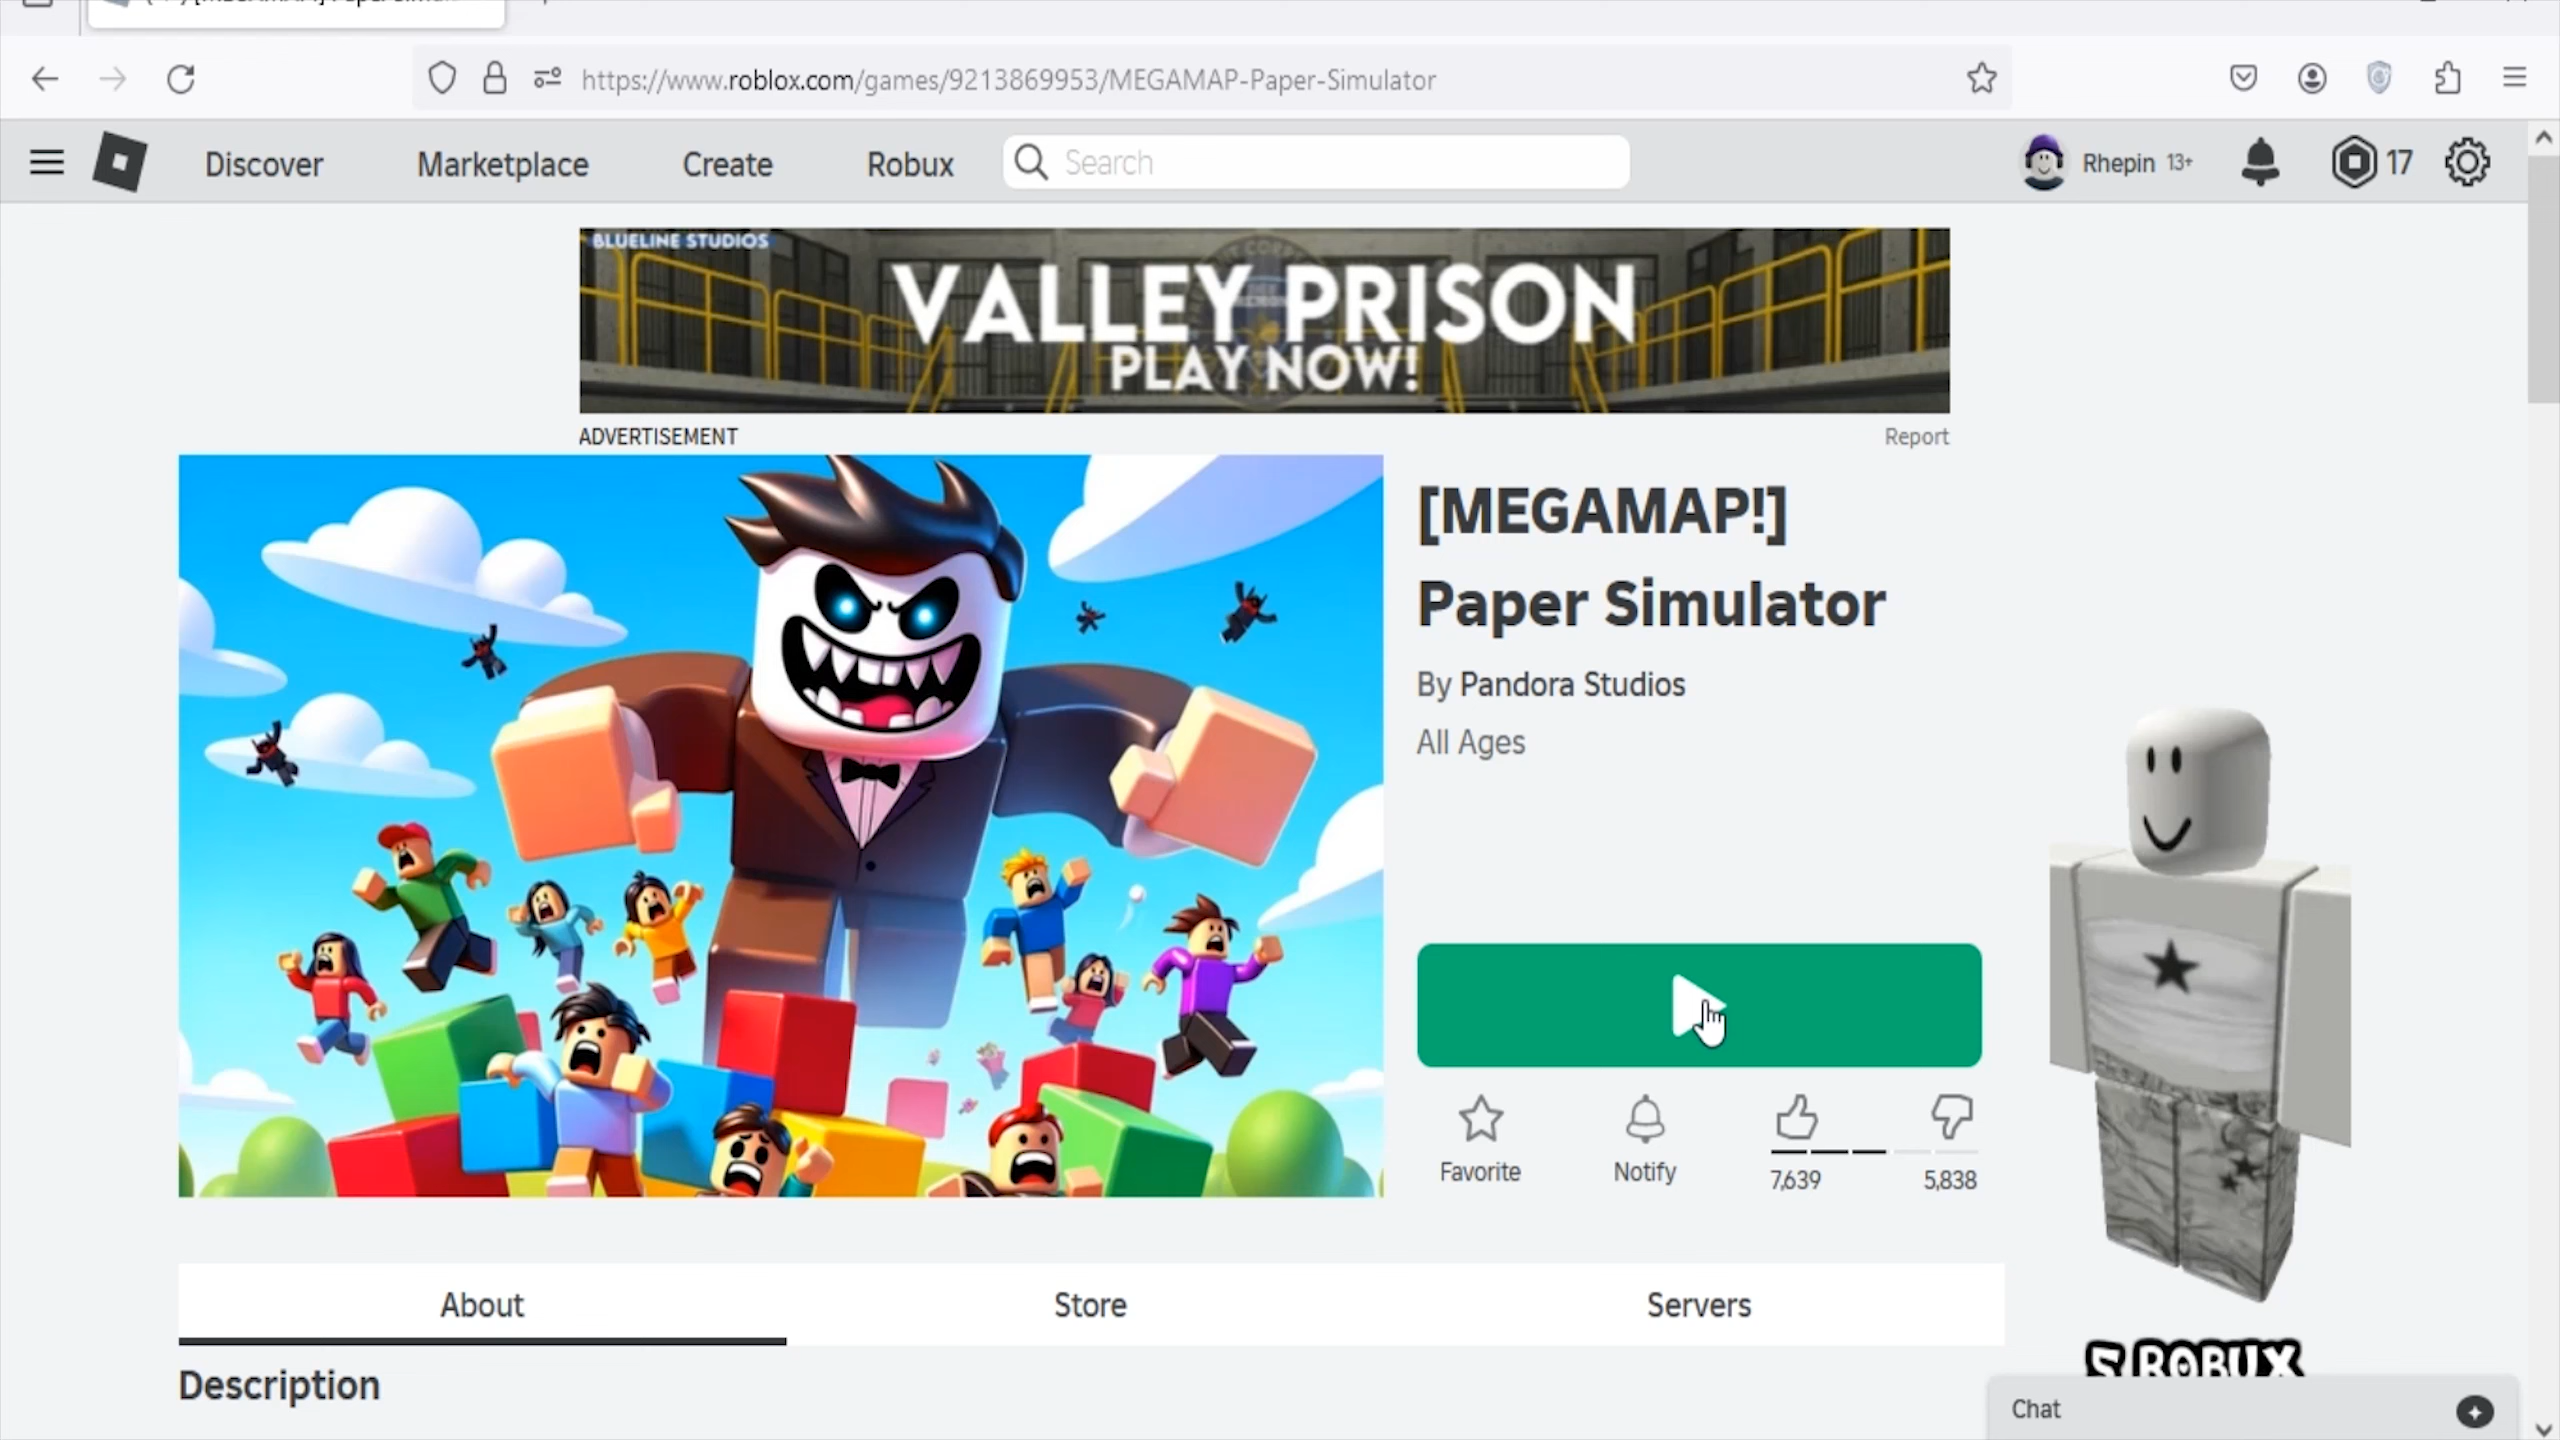 https://www.roblox.com/games/9213869953/MEGAMAP-Paper-Simulator
Discover
Marketplace
Create
Robux
Search
Rhepin 13+
17
BLUELINE STUDIOS
VALLEY PRISON
PLAY NOW!
ADVERTISEMENT
Report
[MEGAMAP!]
Paper Simulator
By Pandora Studios
All Ages
Favorite
Notify
7,639
5,838
About
Store
Servers
Description
5 ROBUX
Chat